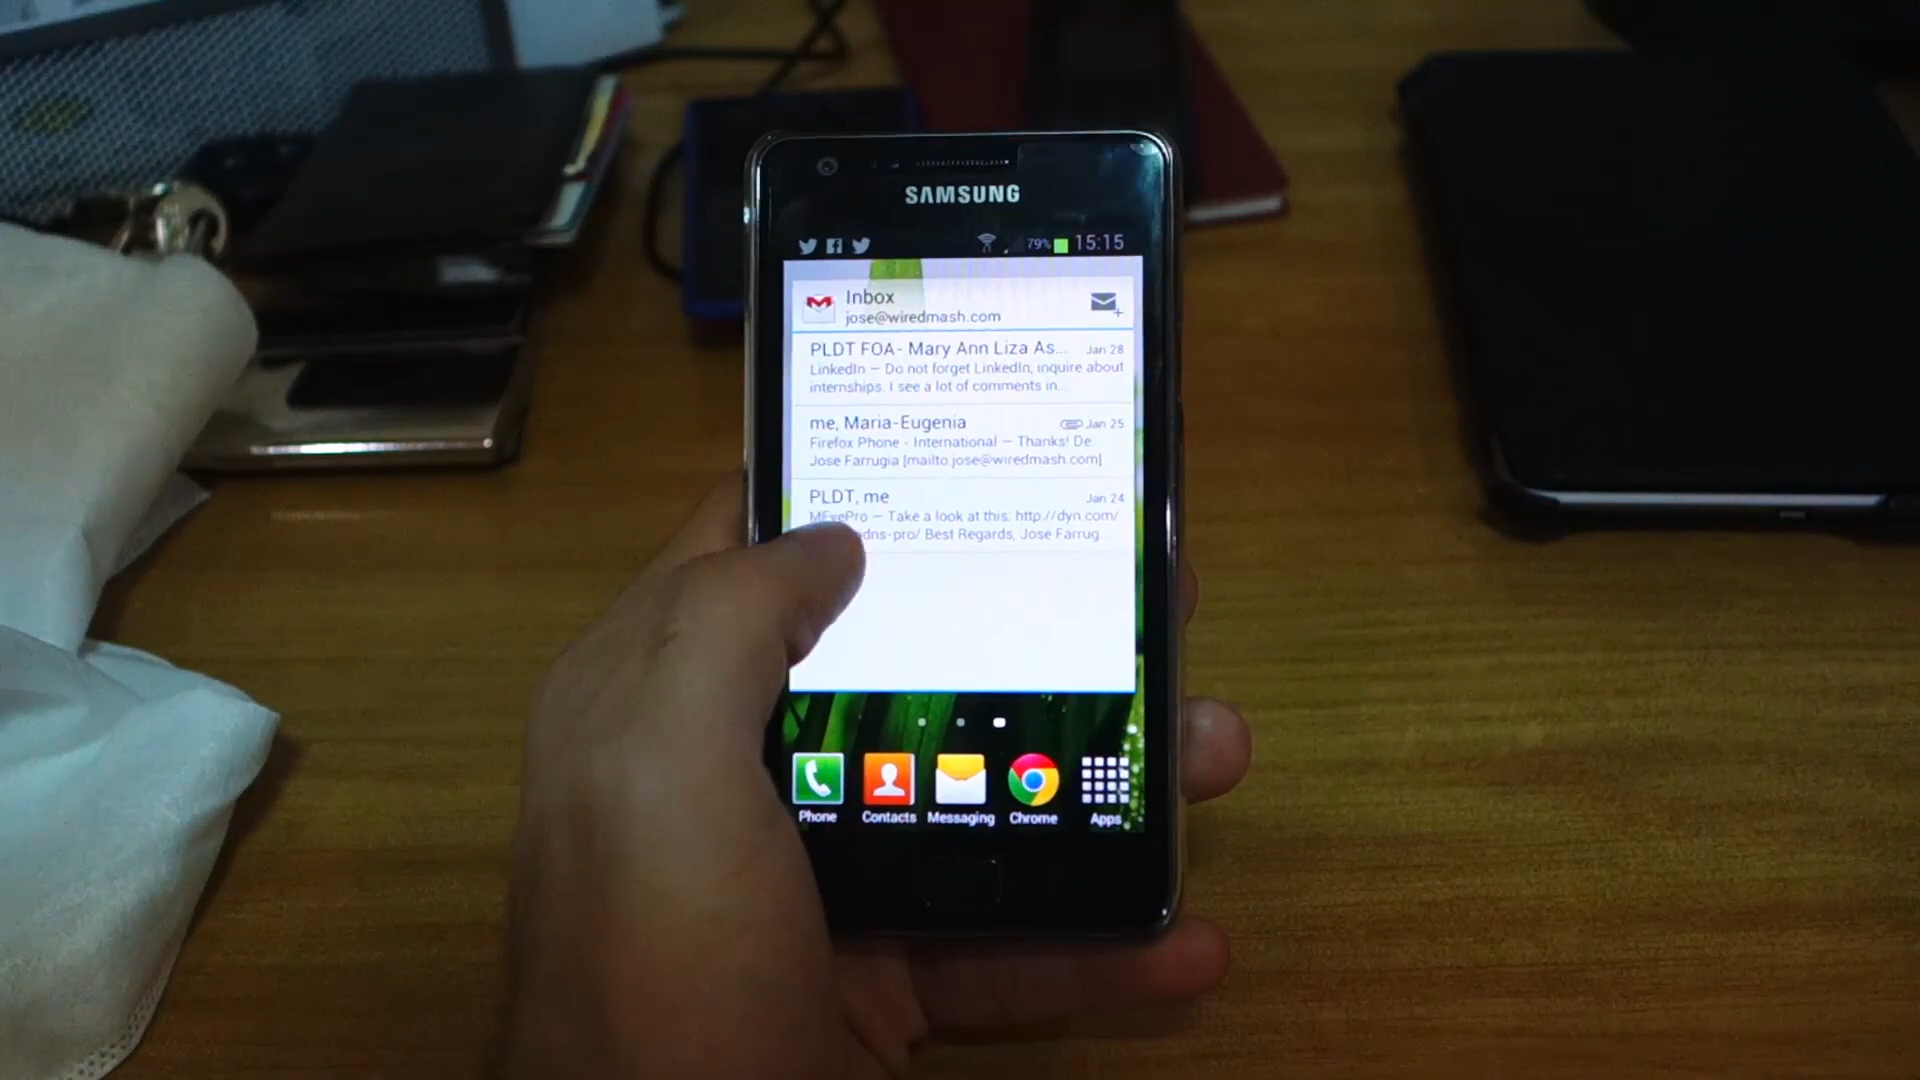 SAMSUNG
79% 15:15
Inbox
jose@wiredmash.com
PLDT FOA- Mary Ann Liza As... Jan 28
LinkedIn – Do not forget LinkedIn, inquire about
internships. I see a lot of comments in...
me, Maria-Eugenia Jan 25
Firefox Phone - International – Thanks! De
Jose Farrugia [mailto:jose@wiredmash.com]
PLDT, me Jan 24
MEyePro – Take a look at this: http://dyn.com/
dns-pro/ Best Regards, Jose Farrug...
Phone Contacts Messaging Chrome Apps